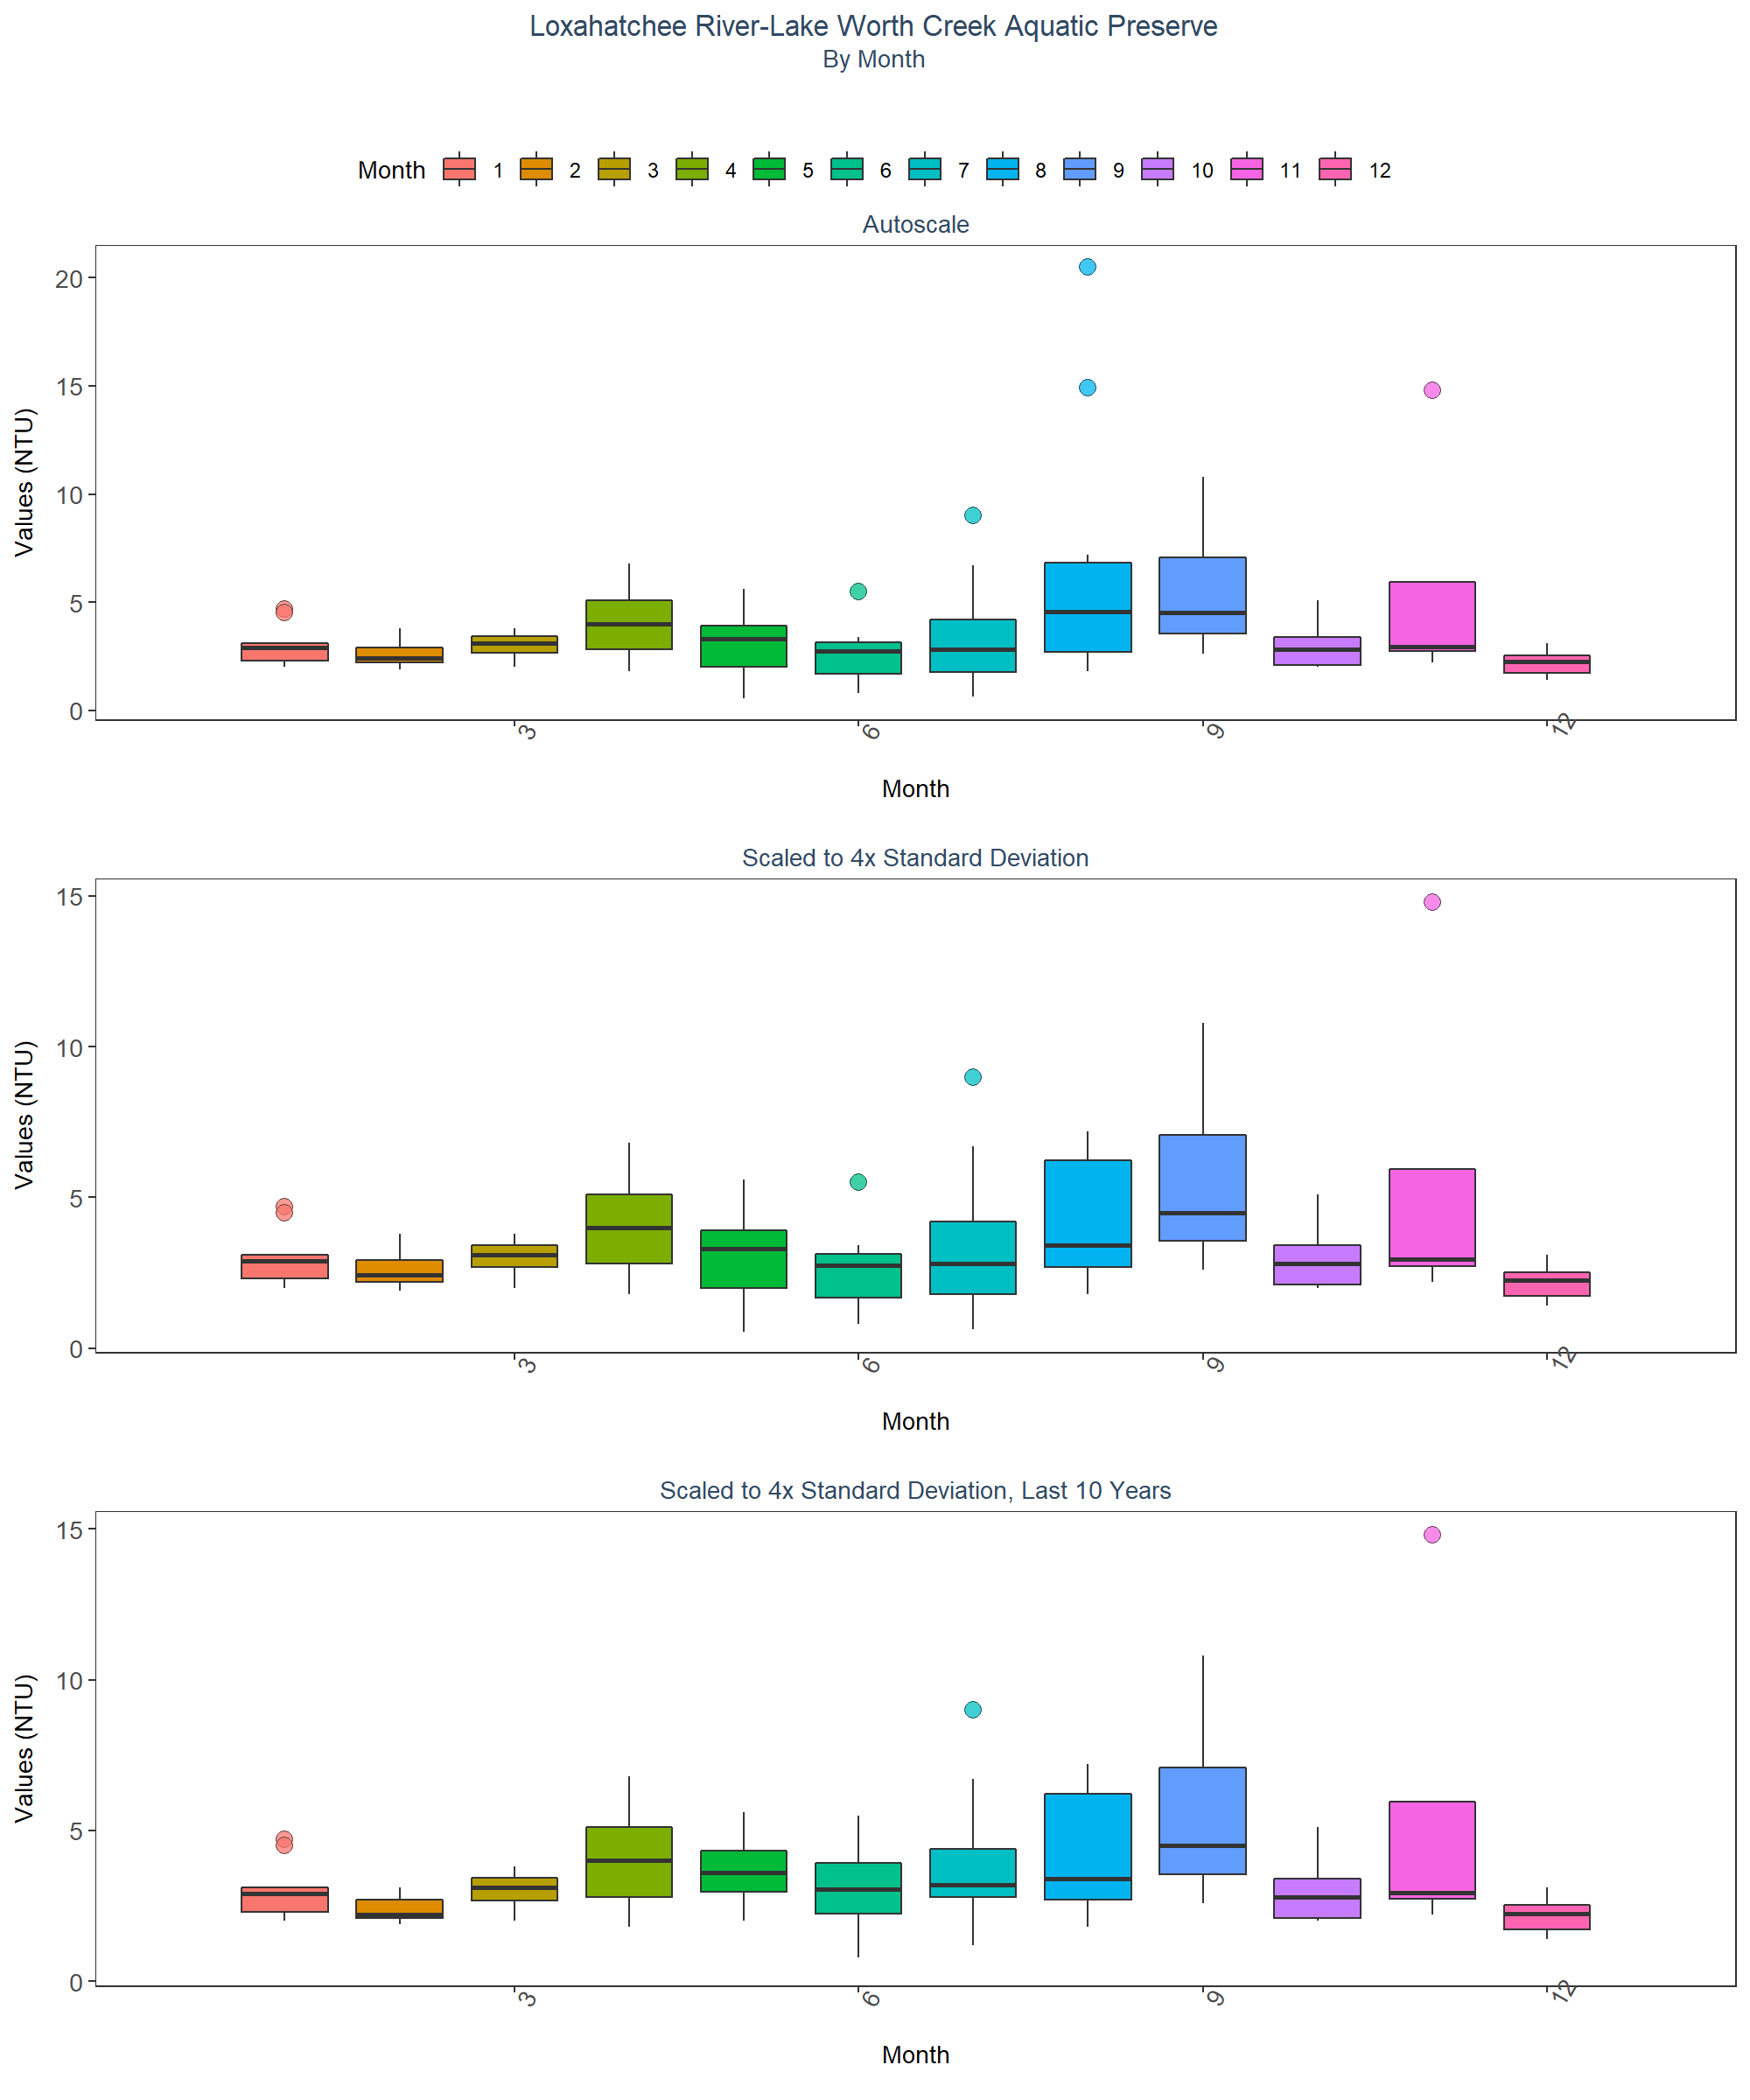 Loxahatchee River-Lake Worth Creek Aquatic Preserve
By Month
Month 1 2 3 4 5 6 7 8 9 10 11 12
Autoscale
Values (NTU)
20
15
10
5
0
3 6 9 12
Month
Scaled to 4x Standard Deviation
Values (NTU)
15
10
5
0
3 6 9 12
Month
Scaled to 4x Standard Deviation, Last 10 Years
Values (NTU)
15
10
5
0
3 6 9 12
Month